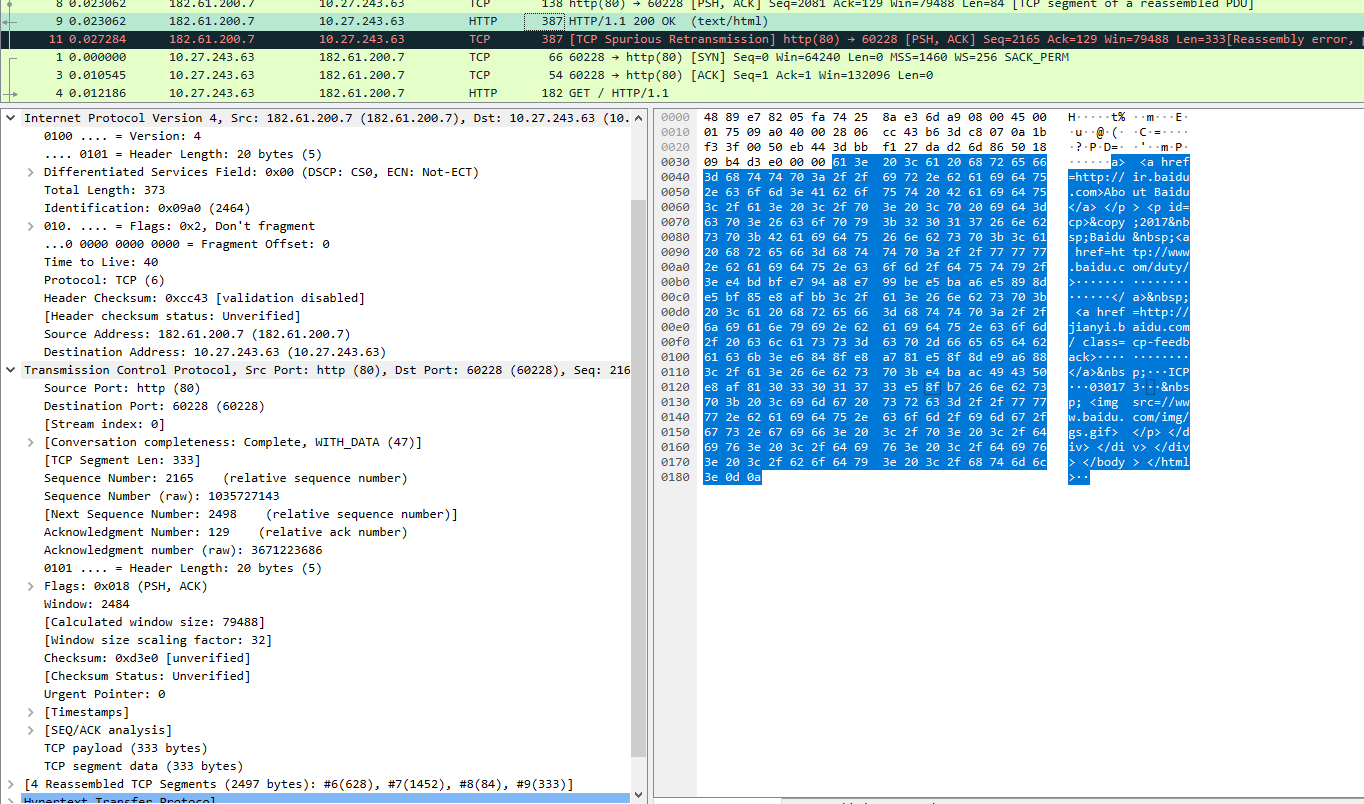 8 0.023062 182.61.200.7 10.27.243.63 TCP 138 http(80) → 60228 [PSH, ACK] Seq=2081 Ack=129 Win=79488 Len=84 [TCP segment of a reassembled PDU]
9 0.023062 182.61.200.7 10.27.243.63 HTTP 387 HTTP/1.1 200 OK (text/html)
11 0.027284 182.61.200.7 10.27.243.63 TCP 387 [TCP Spurious Retransmission] http(80) → 60228 [PSH, ACK] Seq=2165 Ack=129 Win=79488 Len=333[Reassembly error,
1 0.000000 10.27.243.63 182.61.200.7 TCP 66 60228 → http(80) [SYN] Seq=0 Win=64240 Len=0 MSS=1460 WS=256 SACK_PERM
3 0.010545 10.27.243.63 182.61.200.7 TCP 54 60228 → http(80) [ACK] Seq=1 Ack=1 Win=132096 Len=0
4 0.012186 10.27.243.63 182.61.200.7 HTTP 182 GET / HTTP/1.1
Internet Protocol Version 4, Src: 182.61.200.7 (182.61.200.7), Dst: 10.27.243.63 (10.
0100 .... = Version: 4
.... 0101 = Header Length: 20 bytes (5)
Differentiated Services Field: 0x00 (DSCP: CS0, ECN: Not-ECT)
Total Length: 373
Identification: 0x09a0 (2464)
010. .... = Flags: 0x2, Don't fragment
...0 0000 0000 0000 = Fragment Offset: 0
Time to Live: 40
Protocol: TCP (6)
Header Checksum: 0xcc43 [validation disabled]
[Header checksum status: Unverified]
Source Address: 182.61.200.7 (182.61.200.7)
Destination Address: 10.27.243.63 (10.27.243.63)
Transmission Control Protocol, Src Port: http (80), Dst Port: 60228 (60228), Seq: 216
Source Port: http (80)
Destination Port: 60228 (60228)
[Stream index: 0]
[Conversation completeness: Complete, WITH_DATA (47)]
[TCP Segment Len: 333]
Sequence Number: 2165 (relative sequence number)
Sequence Number (raw): 1035727143
[Next Sequence Number: 2498 (relative sequence number)]
Acknowledgment Number: 129 (relative ack number)
Acknowledgment number (raw): 3671223686
0101 .... = Header Length: 20 bytes (5)
Flags: 0x018 (PSH, ACK)
Window: 2484
[Calculated window size: 79488]
[Window size scaling factor: 32]
Checksum: 0xd3e0 [unverified]
[Checksum Status: Unverified]
Urgent Pointer: 0
[Timestamps]
[SEQ/ACK analysis]
TCP payload (333 bytes)
TCP segment data (333 bytes)
[4 Reassembled TCP Segments (2497 bytes): #6(628), #7(1452), #8(84), #9(333)]
Hypertext Transfer Protocol
0000 48 89 e7 82 05 fa 74 25 8a e3 6d a9 08 00 45 00 H·····t% ··m···E·
0010 01 75 09 a0 40 00 28 06 cc 43 b6 3d c8 07 0a 1b ·u··@·(· ·C·=····
0020 f3 3f 00 50 eb 44 3d bb f1 27 da d2 6d 86 50 18 ·?·P·D=· ·'··m·P·
0030 09 b4 d3 e0 00 00 61 3e 20 3c 61 20 68 72 65 66 ······a> <a href
0040 3d 68 74 74 70 3a 2f 2f 69 72 2e 62 61 69 64 75 =http:// ir.baidu
0050 2e 63 6f 6d 3e 41 62 6f 75 74 20 42 61 69 64 75 .com>Abo ut Baidu
0060 3c 2f 61 3e 20 3c 2f 70 3e 20 3c 70 20 69 64 3d </a> </p > <p id=
0070 63 70 3e 26 63 6f 70 79 3b 32 30 31 37 26 6e 62 cp>&copy ;2017&nb
0080 73 70 3b 42 61 69 64 75 26 6e 62 73 70 3b 3c 61 sp;Baidu &nbsp;<a
0090 20 68 72 65 66 3d 68 74 74 70 3a 2f 2f 77 77 77 href=ht tp://www
00a0 2e 62 61 69 64 75 2e 63 6f 6d 2f 64 75 74 79 2f .baidu.c om/duty/
00b0 3e e4 bd bf e7 94 a8 e7 99 be e5 ba a6 e5 89 8d >······· ········
00c0 e5 bf 85 e8 af bb 3c 2f 61 3e 26 6e 62 73 70 3b ······</ a>&nbsp;
00d0 20 3c 61 20 68 72 65 66 3d 68 74 74 70 3a 2f 2f <a href =http://
00e0 6a 69 61 6e 79 69 2e 62 61 69 64 75 2e 63 6f 6d jianyi.b aidu.com
00f0 2f 20 63 6c 61 73 73 3d 63 70 2d 66 65 65 64 62 / class= cp-feedb
0100 61 63 6b 3e e6 84 8f e8 a7 81 e5 8f 8d e9 a6 88 ack>···· ········
0110 3c 2f 61 3e 26 6e 62 73 70 3b e4 ba ac 49 43 50 </a>&nbs p;···ICP
0120 e8 af 81 30 33 30 31 37 33 e5 8f b7 26 6e 62 73 ···03017 3···&nbs
0130 70 3b 20 3c 69 6d 67 20 73 72 63 3d 2f 2f 77 77 p; <img src=//ww
0140 77 2e 62 61 69 64 75 2e 63 6f 6d 2f 69 6d 67 2f w.baidu. com/img/
0150 67 73 2e 67 69 66 3e 20 3c 2f 70 3e 20 3c 2f 64 gs.gif> </p> </d
0160 69 76 3e 20 3c 2f 64 69 76 3e 20 3c 2f 64 69 76 iv> </di v> </div
0170 3e 20 3c 2f 62 6f 64 79 3e 20 3c 2f 68 74 6d 6c > </body > </html
0180 3e 0d 0a >··